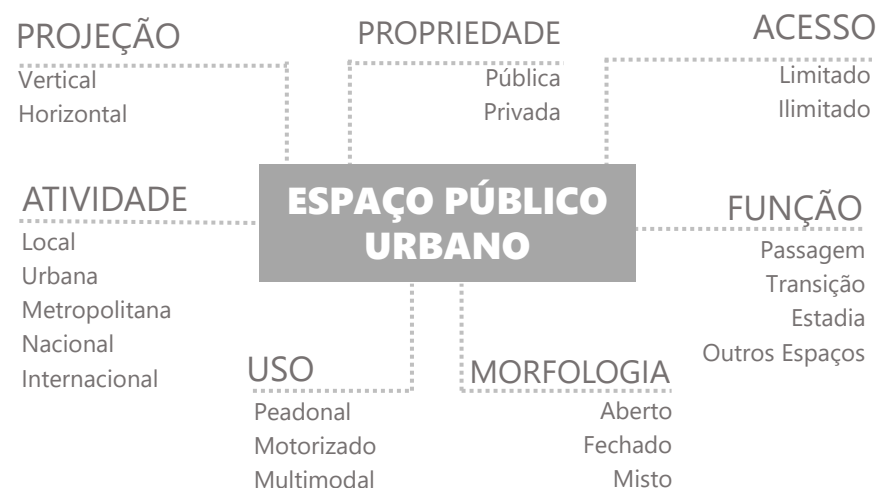 PROJEÇÃO
Vertical
Horizontal
PROPRIEDADE
Pública
Privada
ACESSO
Limitado
Ilimitado
ATIVIDADE
Local
Urbana
Metropolitana
Nacional
Internacional
ESPAÇO PÚBLICO
URBANO
FUNÇÃO
Passagem
Transição
Estadia
Outros Espaços
USO
Peadonal
Motorizado
Multimodal
MORFOLOGIA
Aberto
Fechado
Misto